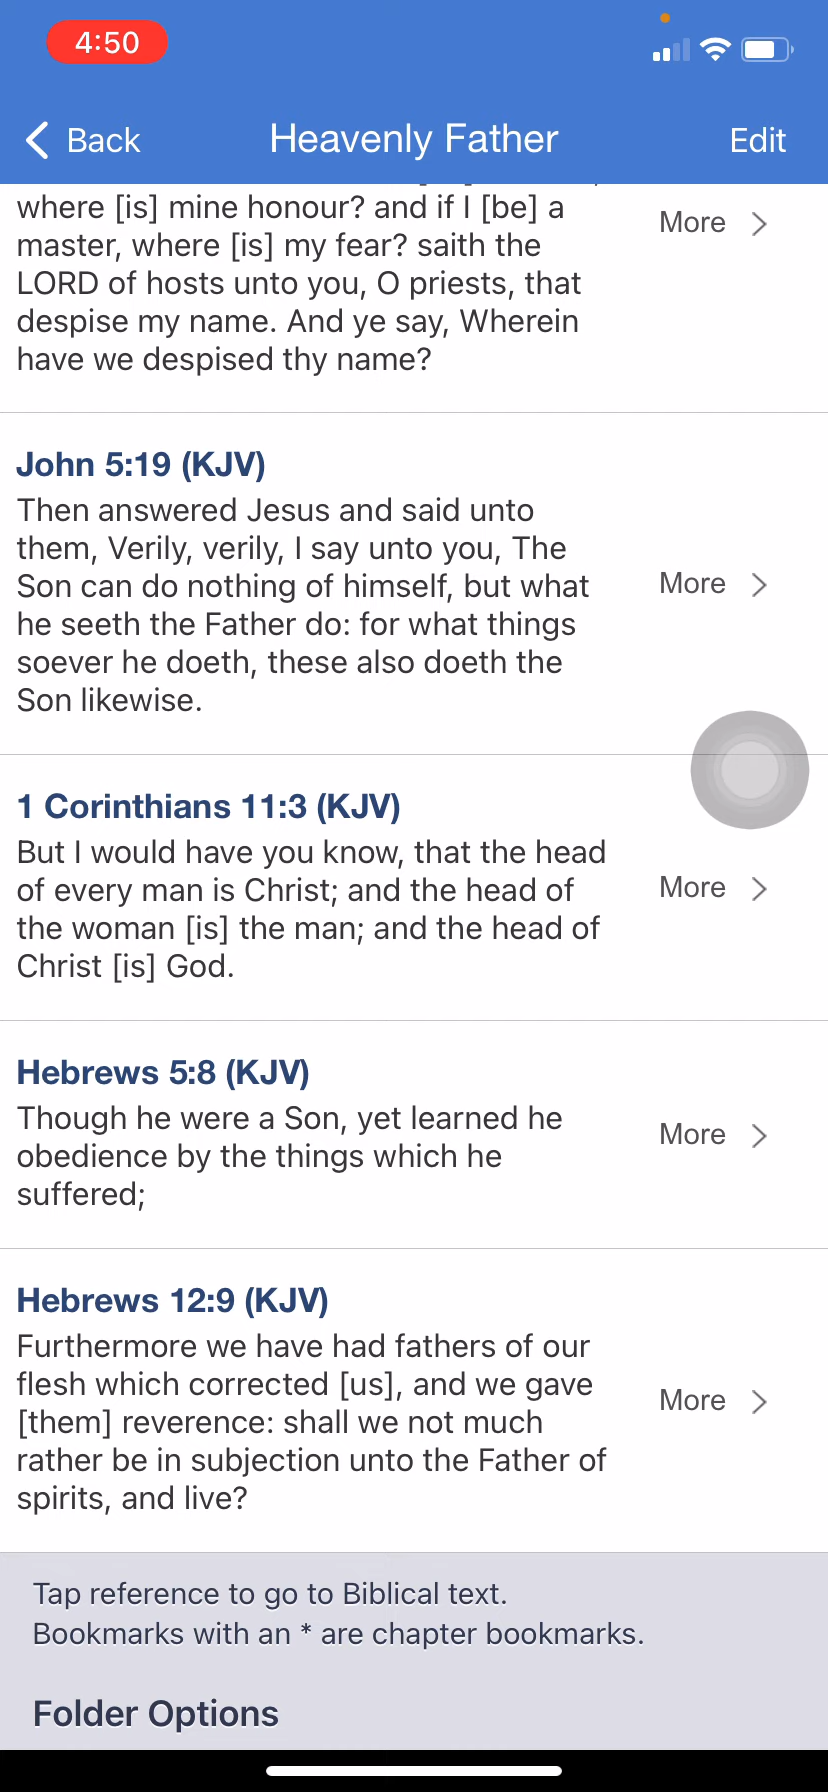 4:50
Back
Heavenly Father
Edit
where [is] mine honour? and if I [be] a
master, where [is] my fear? saith the
LORD of hosts unto you, O priests, that
despise my name. And ye say, Wherein
have we despised thy name?
More
John 5:19 (KJV)
Then answered Jesus and said unto
them, Verily, verily, I say unto you, The
Son can do nothing of himself, but what
he seeth the Father do: for what things
soever he doeth, these also doeth the
Son likewise.
More
1 Corinthians 11:3 (KJV)
But I would have you know, that the head
of every man is Christ; and the head of
the woman [is] the man; and the head of
Christ [is] God.
More
Hebrews 5:8 (KJV)
Though he were a Son, yet learned he
obedience by the things which he
suffered;
More
Hebrews 12:9 (KJV)
Furthermore we have had fathers of our
flesh which corrected [us], and we gave
[them] reverence: shall we not much
rather be in subjection unto the Father of
spirits, and live?
More
Tap reference to go to Biblical text.
Bookmarks with an * are chapter bookmarks.
Folder Options